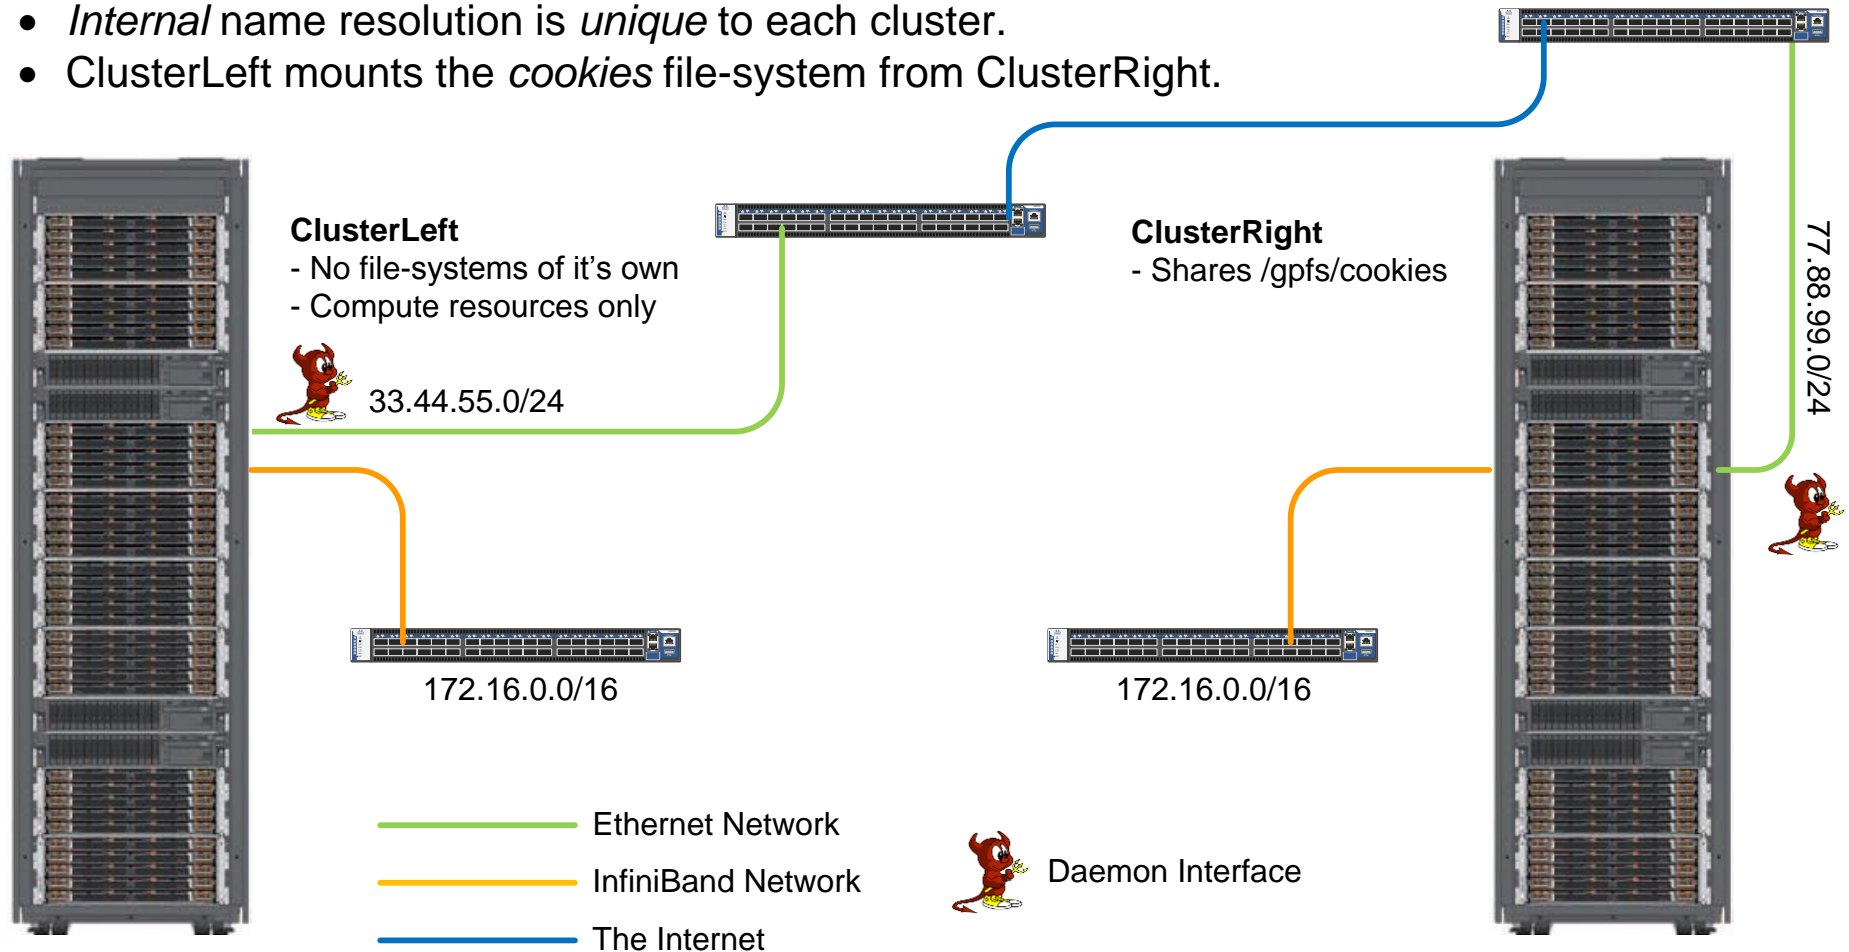 • Internal name resolution is unique to each cluster.
• ClusterLeft mounts the cookies file-system from ClusterRight.
ClusterLeft
- No file-systems of it's own
- Compute resources only
33.44.55.0/24
ClusterRight
- Shares /gpfs/cookies
77.88.99.0/24
172.16.0.0/16
172.16.0.0/16
Ethernet Network
InfiniBand Network
The Internet
Daemon Interface